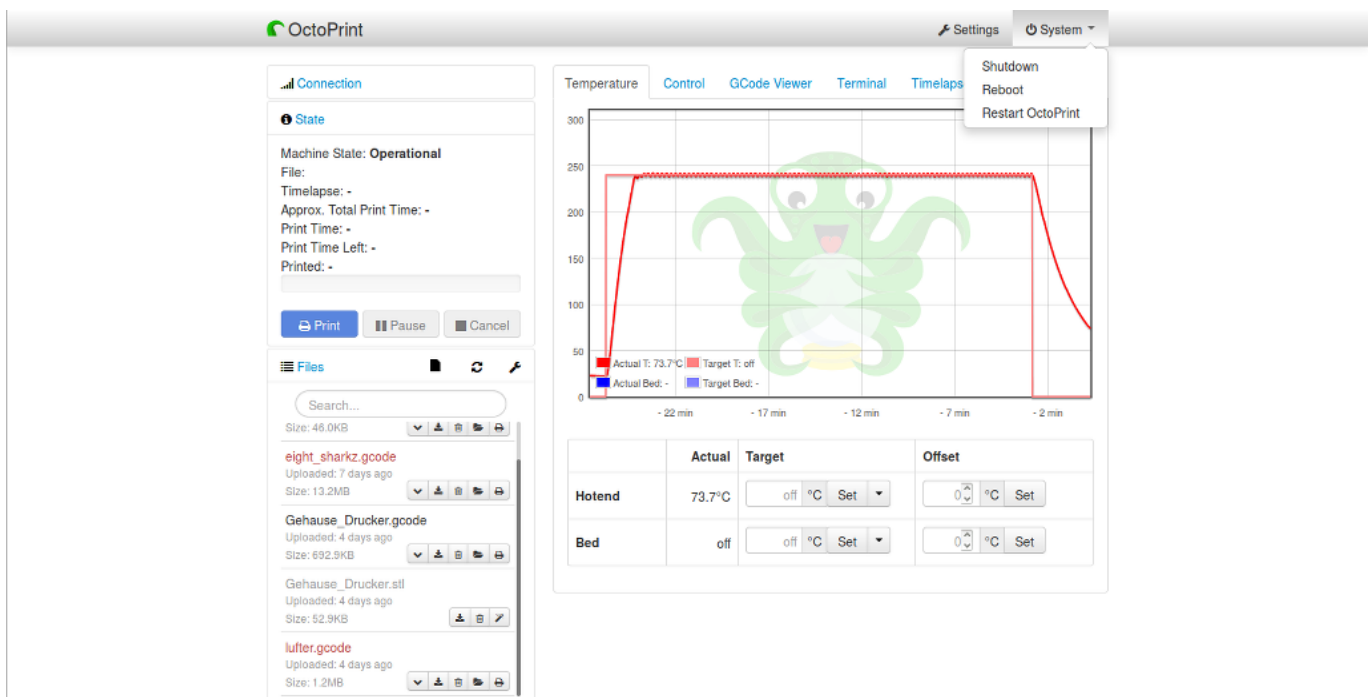 OctoPrint
Settings System
Shutdown
Reboot
Restart OctoPrint
Connection
State
Machine State: Operational
File:
Timelapse: -
Approx. Total Print Time: -
Print Time: -
Print Time Left: -
Printed: -
Print Pause Cancel
Files
Search...
Size: 46.0KB
eight_sharkz.gcode
Uploaded: 7 days ago
Size: 13.2MB
Gehause_Drucker.gcode
Uploaded: 4 days ago
Size: 692.9KB
Gehause_Drucker.stl
Uploaded: 4 days ago
Size: 52.9KB
lufter.gcode
Uploaded: 4 days ago
Size: 1.2MB
Temperature Control GCode Viewer Terminal Timelaps
300
250
200
150
100
50
0
Actual T: 73.7°C Target T: off
Actual Bed: - Target Bed: -
- 22 min - 17 min - 12 min - 7 min - 2 min
Actual Target Offset
Hotend 73.7°C off °C Set 0 °C Set
Bed off off °C Set 0 °C Set